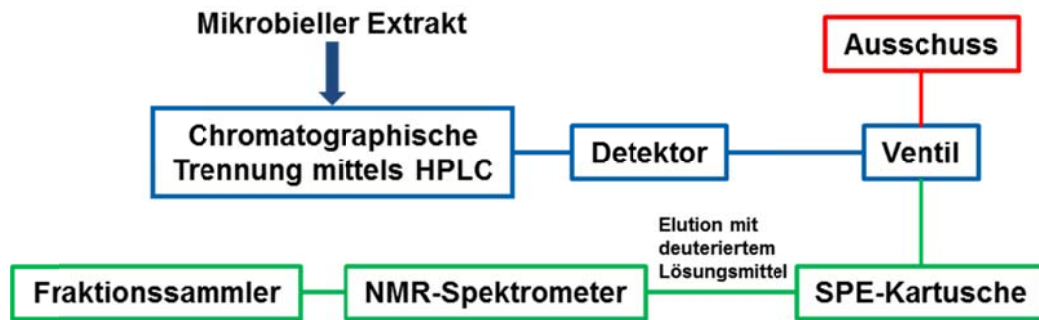 Mikrobieller Extrakt
Ausschuss
Chromatographische
Trennung mittels HPLC
Detektor
Ventil
Elution mit
deuteriertem
Lösungsmittel
Fraktionssammler
NMR-Spektrometer
SPE-Kartusche